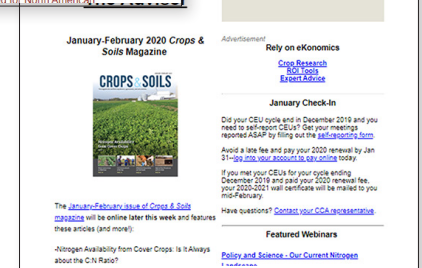 for North American
The Adviser
January-February 2020 Crops &
Soils Magazine
CROPS & SOILS
The January-February issue of Crops & Soils
magazine will be online later this week and features
these articles (and more!):
-Nitrogen Availability from Cover Crops: Is It Always
about the C:N Ratio?
Advertisement
Rely on eKonomics
Crop Research
ROI Tools
Expert Advice
January Check-In
Did your CEU cycle end in December 2019 and you
need to self-report CEUs? Get your meetings
reported ASAP by filling out the self-reporting form.
Avoid a late fee and pay your 2020 renewal by Jan
31--log into your account to pay online today.
If you met your CEUs for your cycle ending
December 2019 and paid your 2020 renewal fee,
your 2020-2021 wall certificate will be mailed to you
mid-February.
Have questions? Contact your CCA representative.
Featured Webinars
Policy and Science - Our Current Nitrogen
Landscape